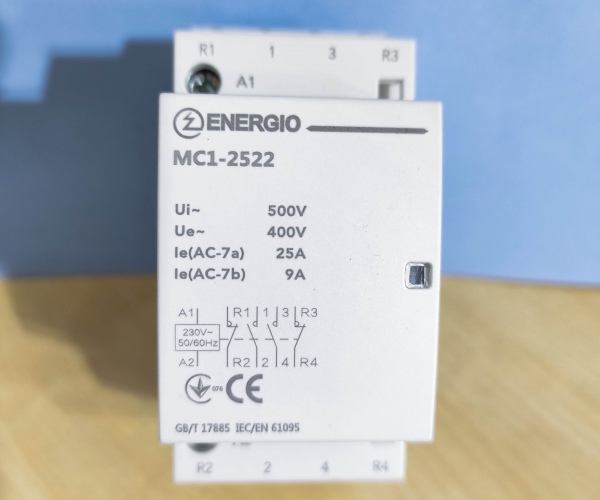 R1 1 3 R3
A1
ENERGIO
MC1-2522
Ui~ 500V
Ue~ 400V
Ie(AC-7a) 25A
Ie(AC-7b) 9A
A1 R1 1 3 R3
230V~
50/60Hz
A2 R2 2 4 R4
076 CE
GB/T 17885 IEC/EN 61095
R2 2 4 R4